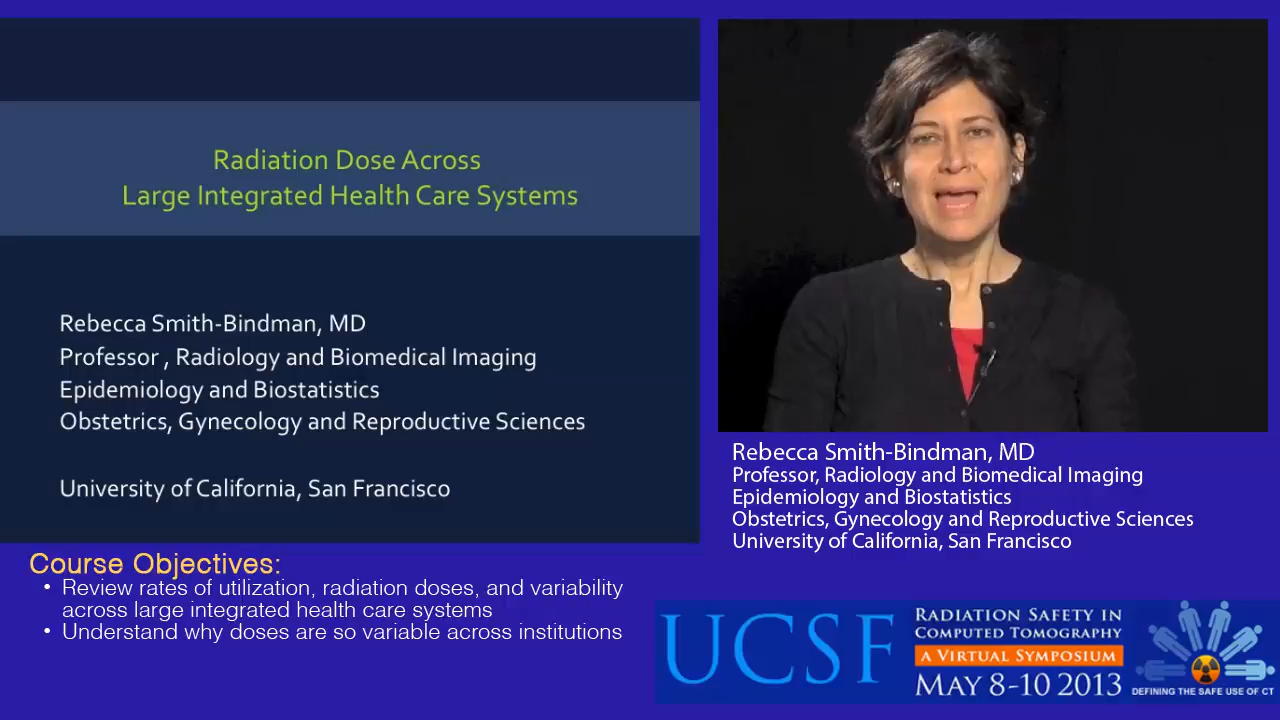 Radiation Dose Across
Large Integrated Health Care Systems
Rebecca Smith-Bindman, MD
Professor , Radiology and Biomedical Imaging
Epidemiology and Biostatistics
Obstetrics, Gynecology and Reproductive Sciences
University of California, San Francisco
Rebecca Smith-Bindman, MD
Professor, Radiology and Biomedical Imaging
Epidemiology and Biostatistics
Obstetrics, Gynecology and Reproductive Sciences
University of California, San Francisco
Course Objectives:
• Review rates of utilization, radiation doses, and variability
across large integrated health care systems
• Understand why doses are so variable across institutions
UCSF
RADIATION SAFETY IN
COMPUTED TOMOGRAPHY
A VIRTUAL SYMPOSIUM
MAY 8-10 2013
DEFINING THE SAFE USE OF CT